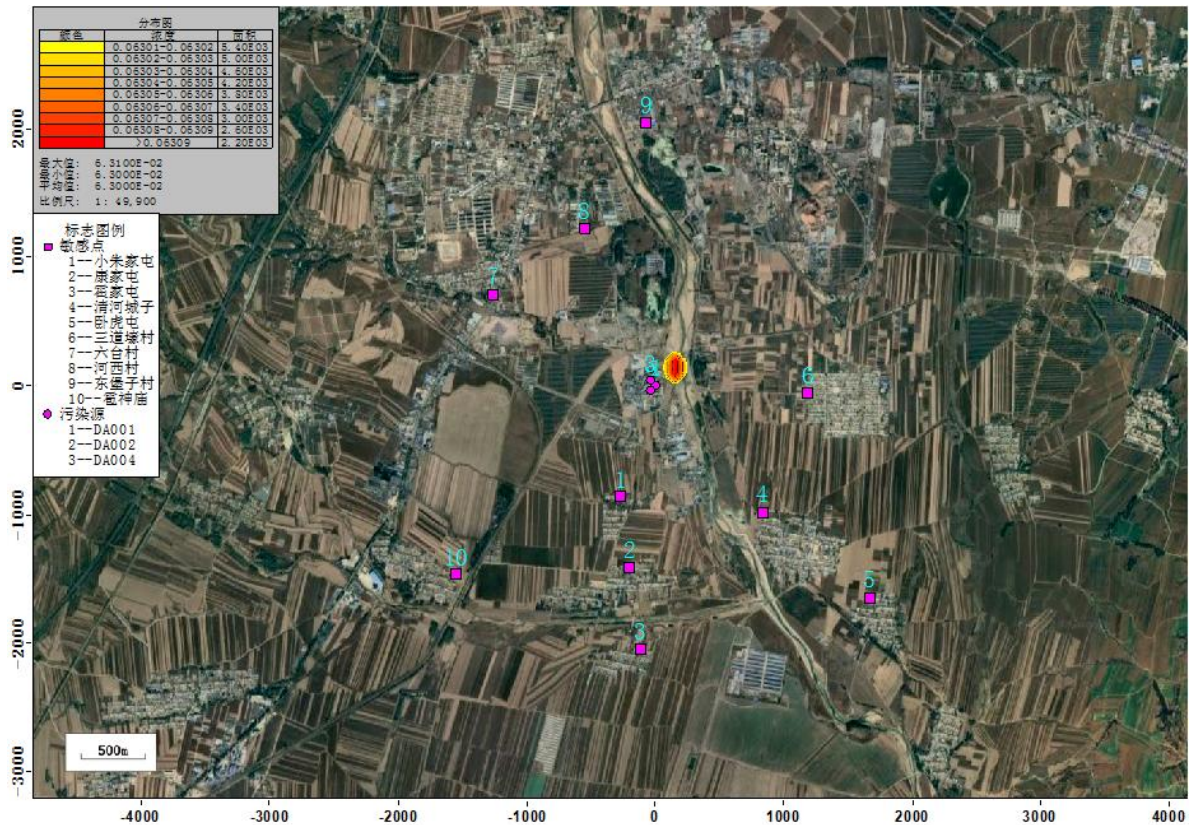 分布图
颜色 浓度 面积
0.06301-0.06302 5.40E03
0.06302-0.06303 5.00E03
0.06303-0.06304 4.60E03
0.06304-0.06305 4.20E03
0.06305-0.06306 3.80E03
0.06306-0.06307 3.40E03
0.06307-0.06308 3.00E03
0.06308-0.06309 2.60E03
>0.06309 2.20E03
最大值: 6.3100E-02
最小值: 6.3000E-02
平均值: 6.3000E-02
比例尺: 1: 49,900
标志图例
敏感点
1--小朱家屯
2--康家屯
3--宿家屯
4--清河城子
5--卧虎屯
6--三道壕村
7--六台村
8--河西村
9--东堡子村
10--雹神庙
污染源
1--DA001
2--DA002
3--DA004
9
8
7
6
1
4
2
10
5
3
500m
2000
1000
0
-1000
-2000
-3000
-4000 -3000 -2000 -1000 0 1000 2000 3000 4000